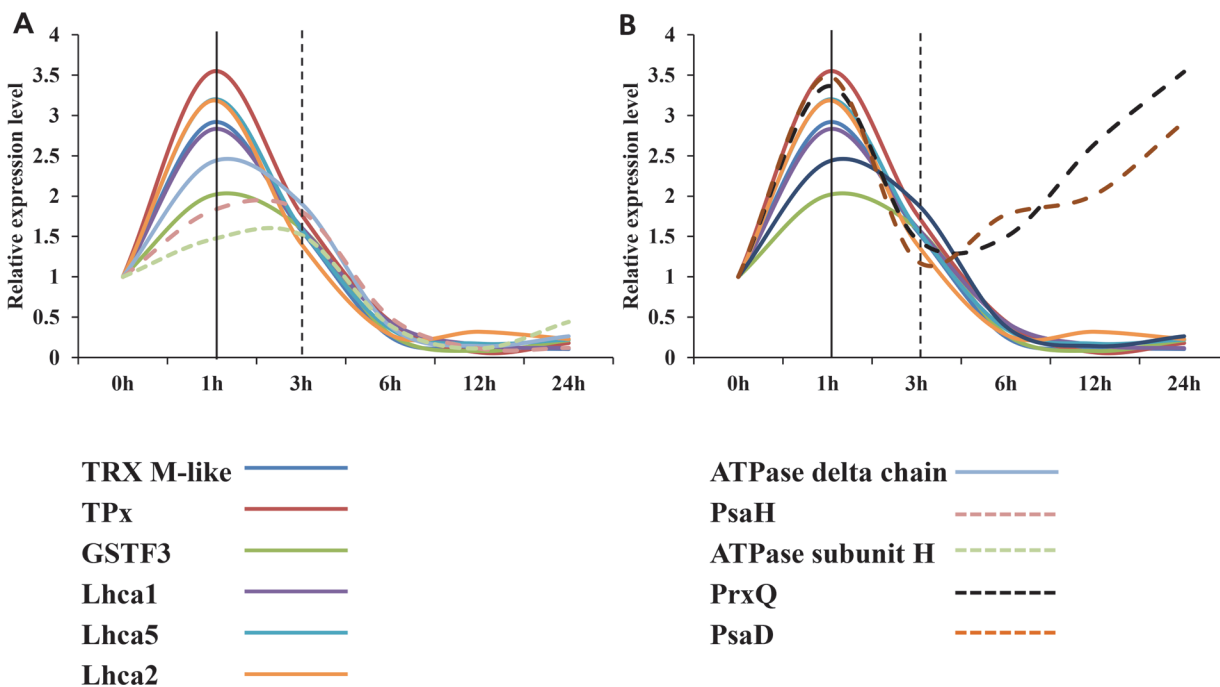 A
B
Relative expression level
4
3.5
3
2.5
2
1.5
1
0.5
0
0h 1h 3h 6h 12h 24h
Relative expression level
4
3.5
3
2.5
2
1.5
1
0.5
0
0h 1h 3h 6h 12h 24h
TRX M-like
TPx
GSTF3
Lhca1
Lhca5
Lhca2
ATPase delta chain
PsaH
ATPase subunit H
PrxQ
PsaD